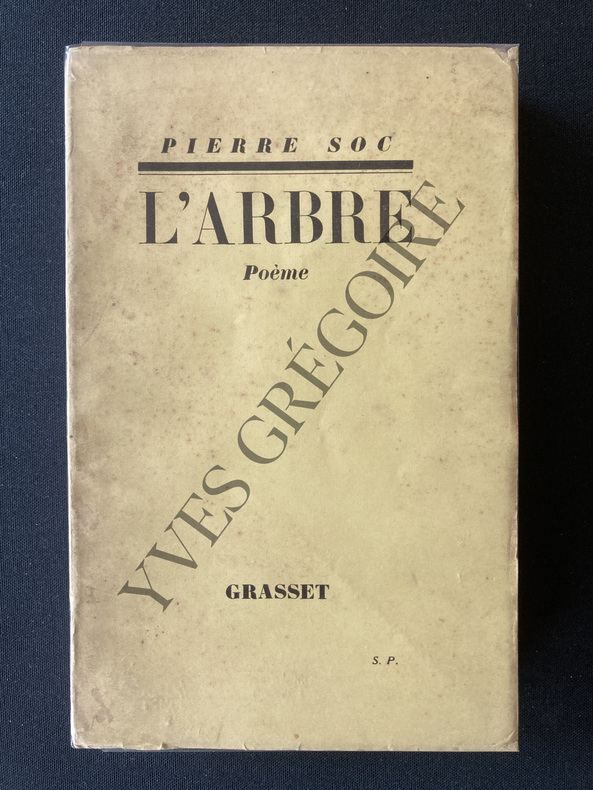 PIERRE SOC
L'ARBRE
Poème
YVES GRÉGOIRE
GRASSET
S. P.